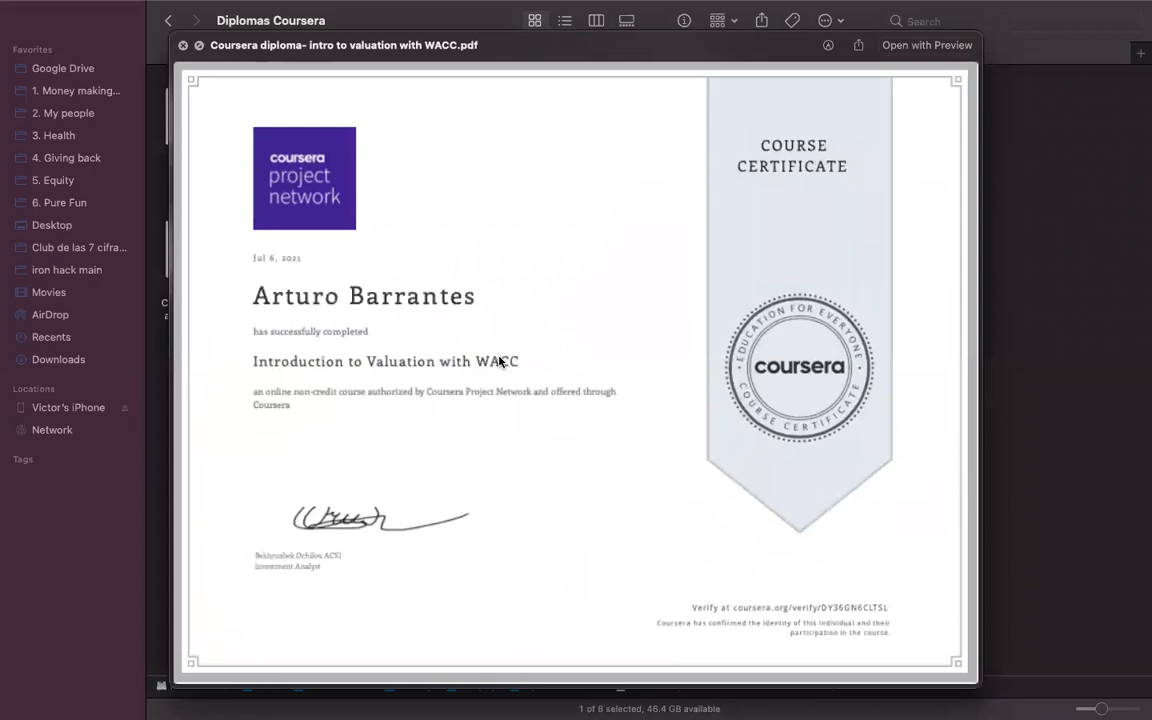 Diplomas Coursera
Search
Coursera diploma- intro to valuation with WACC.pdf
Open with Preview
Favorites
Google Drive
1. Money making...
2. My people
3. Health
4. Giving back
5. Equity
6. Pure Fun
Desktop
Club de las 7 cifra...
iron hack main
Movies
AirDrop
Recents
Downloads
Locations
Victor's iPhone
Network
Tags
coursera
project
network
Jul 6, 2021
Arturo Barrantes
has successfully completed
Introduction to Valuation with WACC
an online non-credit course authorized by Coursera Project Network and offered through
Coursera
Bekhruzbek Ochilov, ACSI
Investment Analyst
COURSE
CERTIFICATE
EDUCATION FOR EVERYONE
coursera
COURSE CERTIFICATE
Verify at coursera.org/verify/DY36GN6CLTSL
Coursera has confirmed the identity of this individual and their
participation in the course.
1 of 8 selected, 46.4 GB available